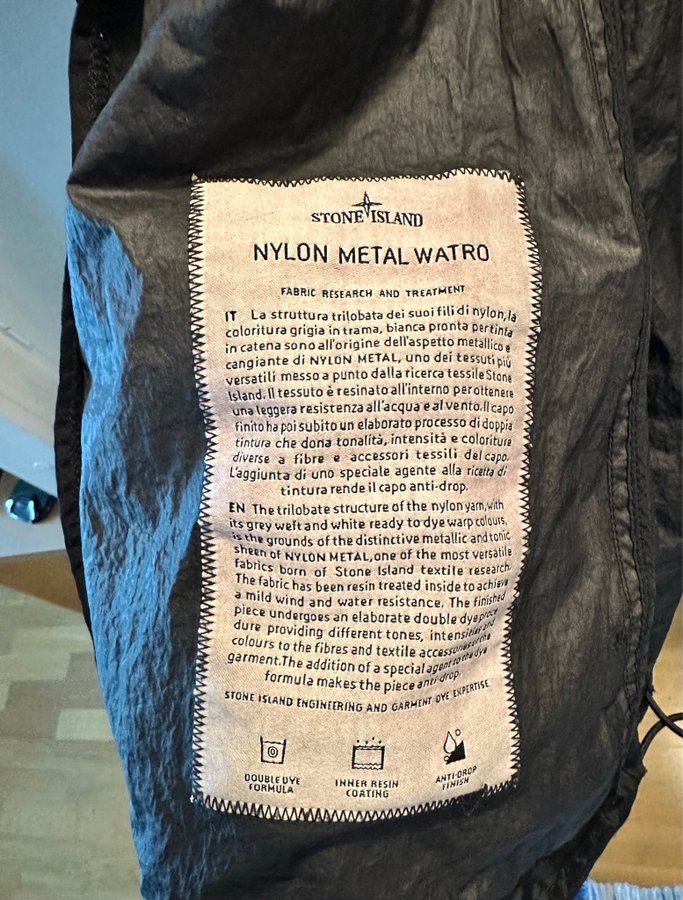 STONE ISLAND
NYLON METAL WATRO
FABRIC RESEARCH AND TREATMENT
IT La struttura trilobata dei suoi fili di nylon, la
coloritura grigia in trama, bianca pronta per tinta
in catena sono all'origine dell'aspetto metallico e
cangiante di NYLON METAL, uno dei tessuti più
versatili messo a punto dalla ricerca tessile Stone
Island. Il tessuto è resinato all'interno per ottenere
una leggera resistenza all'acqua e al vento. Il capo
finito ha poi subito un elaborato processo di doppia
tintura che dona tonalità, intensità e coloriture
diverse a fibre e accessori tessili del capo.
L'aggiunta di uno speciale agente alla ricetta di
tintura rende il capo anti-drop.
EN The trilobate structure of the nylon yarn, with
its grey weft and white ready to dye warp colours,
is the grounds of the distinctive metallic and tonic
sheen of NYLON METAL, one of the most versatile
fabrics born of Stone Island textile research.
The fabric has been resin treated inside to achieve
a mild wind and water resistance. The finished
piece undergoes an elaborate double dye proce
dure providing different tones, intensities and
colours to the fibres and textile accessories of the
garment. The addition of a special agent to the dye
formula makes the piece anti-drop.
STONE ISLAND ENGINEERING AND GARMENT DYE EXPERTISE
DOUBLE DYE
FORMULA
INNER RESIN
COATING
ANTI-DROP
FINISH